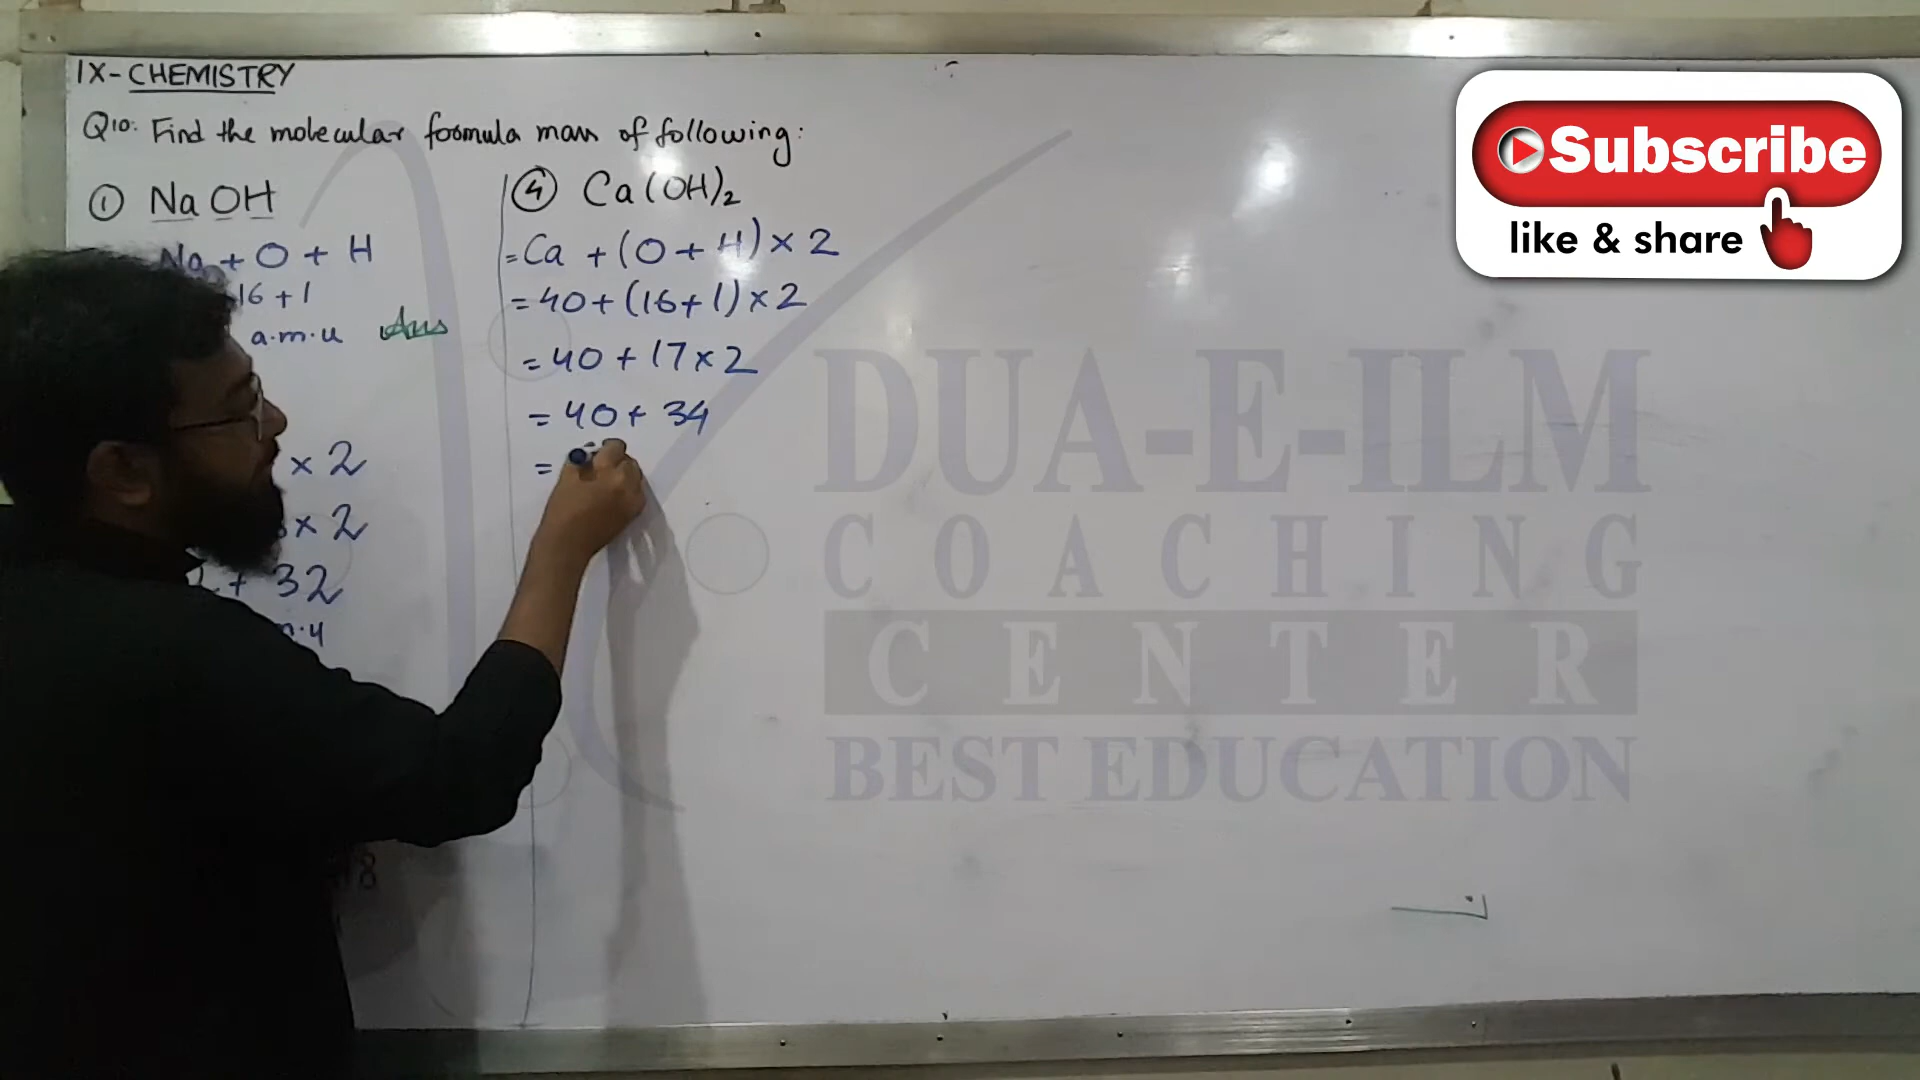 IX-CHEMISTRY
Q10: Find the molecular formula mass of following:
① NaOH
Na + O + H
16 + 1
a.m.u Ans
x 2
x 2
+ 32
8
④ Ca(OH)2
= Ca + (O + H) x 2
= 40 + (16 + 1) x 2
= 40 + 17 x 2
= 40 + 34
=
Subscribe
like & share
DUA-E-ILM
COACHING
CENTER
BEST EDUCATION